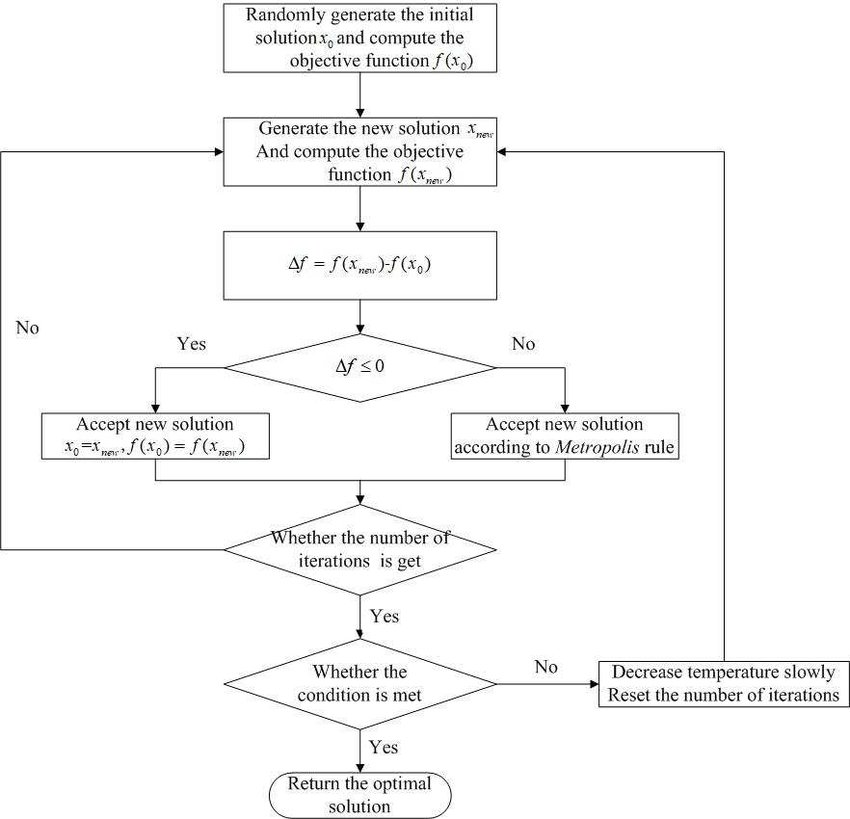 Randomly generate the initial
solution x₀ and compute the
objective function f(x₀)
Generate the new solution xₙₑw
And compute the objective
function f(xₙₑw)
Δf = f(xₙₑw)-f(x₀)
No
Yes
No
Δf ≤ 0
Accept new solution
x₀=xₙₑw, f(x₀) = f(xₙₑw)
Accept new solution
according to Metropolis rule
Whether the number of
iterations is get
Yes
Whether the
condition is met
No
Decrease temperature slowly
Reset the number of iterations
Yes
Return the optimal
solution